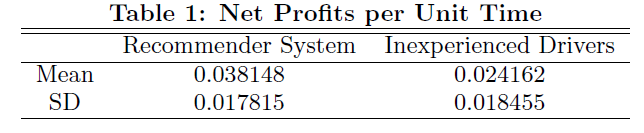 Table 1: Net Profits per Unit Time
Recommender System Inexperienced Drivers
Mean 0.038148 0.024162
SD 0.017815 0.018455